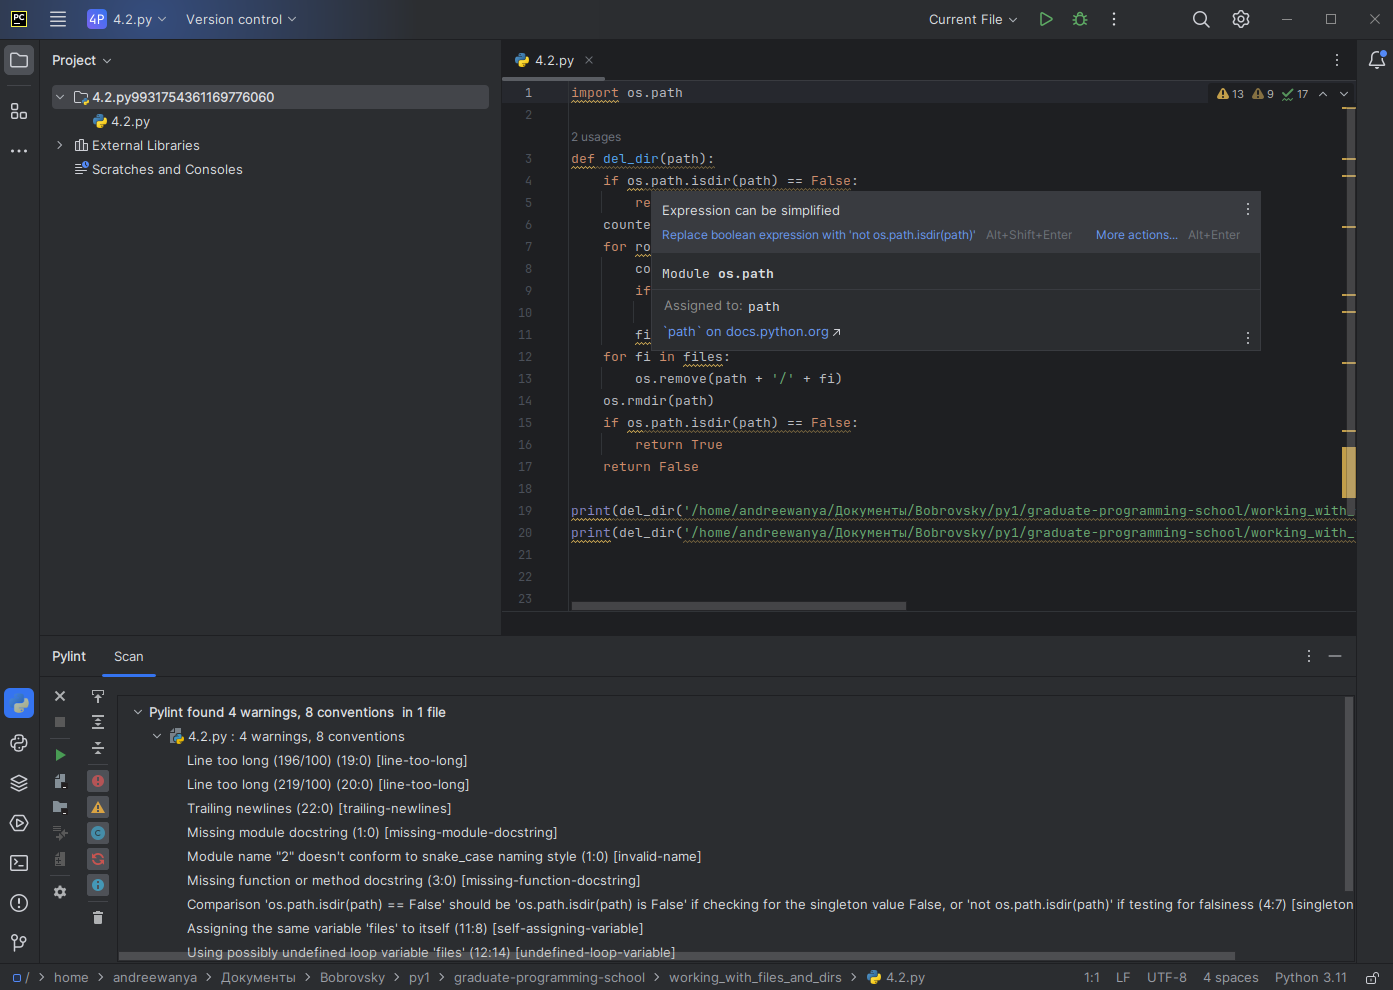 PC 4P 4.2.py Version control Current File
Project
4.2.py9931754361169776060
4.2.py
External Libraries
Scratches and Consoles
4.2.py
13 9 17
1 import os.path
2
2 usages
3 def del_dir(path):
4 if os.path.isdir(path) == False:
5 re
6 counte
7 for ro
8 co
9 if
10
11 fi
12 for fi in files:
13 os.remove(path + '/' + fi)
14 os.rmdir(path)
15 if os.path.isdir(path) == False:
16 return True
17 return False
18
19 print(del_dir('/home/andreewanya/Документы/Bobrovsky/py1/graduate-programming-school/working_with_
20 print(del_dir('/home/andreewanya/Документы/Bobrovsky/py1/graduate-programming-school/working_with_
21
22
23
Expression can be simplified
Replace boolean expression with 'not os.path.isdir(path)' Alt+Shift+Enter More actions... Alt+Enter
Module os.path
Assigned to: path
`path` on docs.python.org
Pylint Scan
Pylint found 4 warnings, 8 conventions in 1 file
4.2.py : 4 warnings, 8 conventions
Line too long (196/100) (19:0) [line-too-long]
Line too long (219/100) (20:0) [line-too-long]
Trailing newlines (22:0) [trailing-newlines]
Missing module docstring (1:0) [missing-module-docstring]
Module name "2" doesn't conform to snake_case naming style (1:0) [invalid-name]
Missing function or method docstring (3:0) [missing-function-docstring]
Comparison 'os.path.isdir(path) == False' should be 'os.path.isdir(path) is False' if checking for the singleton value False, or 'not os.path.isdir(path)' if testing for falsiness (4:7) [singleton
Assigning the same variable 'files' to itself (11:8) [self-assigning-variable]
Using possibly undefined loop variable 'files' (12:14) [undefined-loop-variable]
/ home andreewanya Документы Bobrovsky py1 graduate-programming-school working_with_files_and_dirs 4.2.py 1:1 LF UTF-8 4 spaces Python 3.11